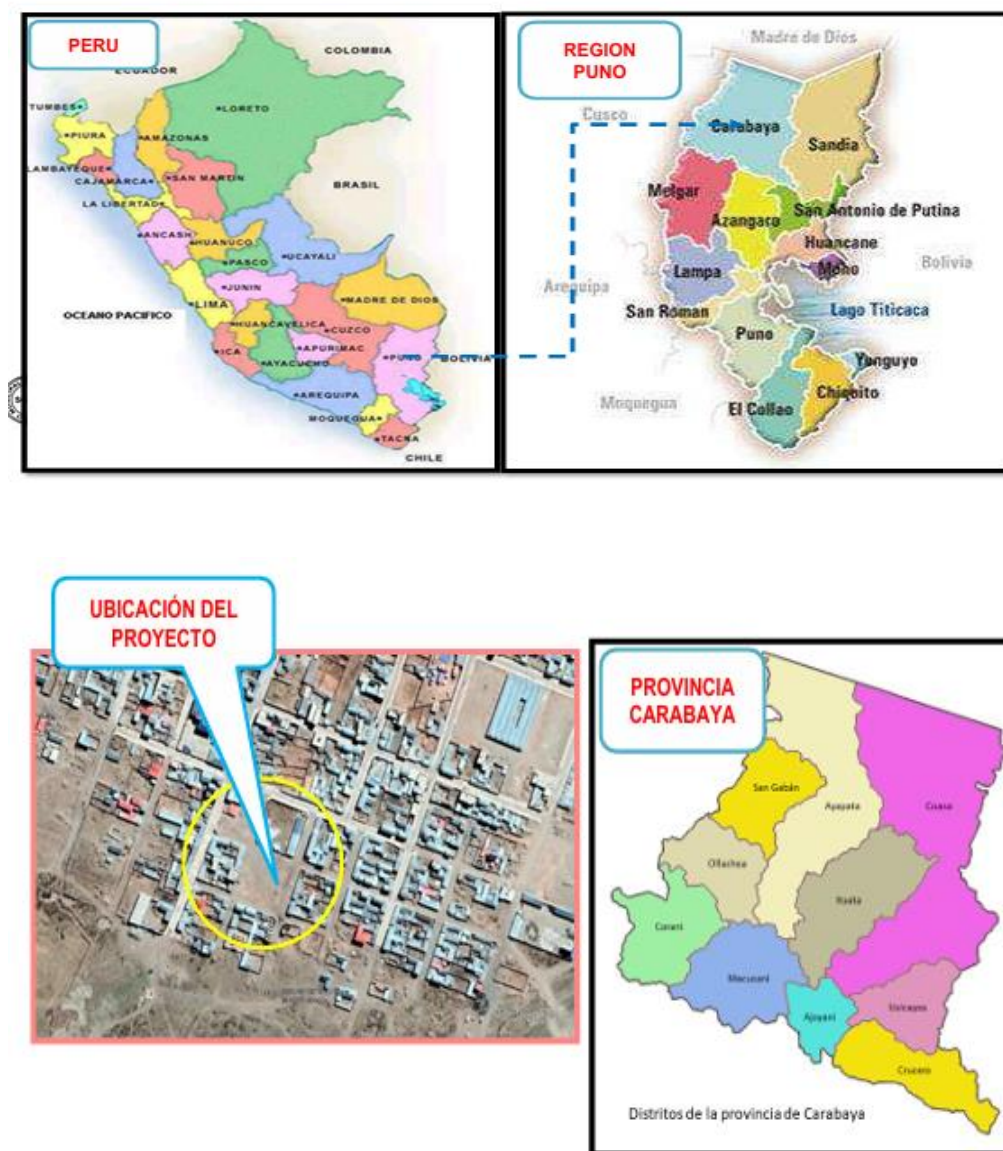 PERU
COLOMBIA
ECUADOR
TUMBES
LORETO
PIURA
AMAZONAS
LAMBAYEQUE
CAJAMARCA
SAN MARTIN
LA LIBERTAD
BRASIL
ANCASH
HUANUCO
PASCO
UCAYALI
JUNIN
LIMA
MADRE DE DIOS
OCEANO PACIFICO
HUANCAVELICA
CUZCO
ICA
APURIMAC
PUNO
BOLIVIA
AYACUCHO
AREQUIPA
MOQUEGUA
TACNA
CHILE
REGION
PUNO
Madre de Dios
Cusco
Carabaya
Sandia
Melgar
Azangaco
San Antonio de Putina
Huancane
Moho
Bolivia
Lampa
Arequipa
San Roman
Puno
Lago Titicaca
Yunguyo
Moquegua
El Collao
Chiquito
UBICACIÓN DEL
PROYECTO
PROVINCIA
CARABAYA
San Gabán
Ayapata
Coasa
Ollachea
Ituata
Corani
Macusani
Ajoyani
Usicayos
Crucero
Distritos de la provincia de Carabaya